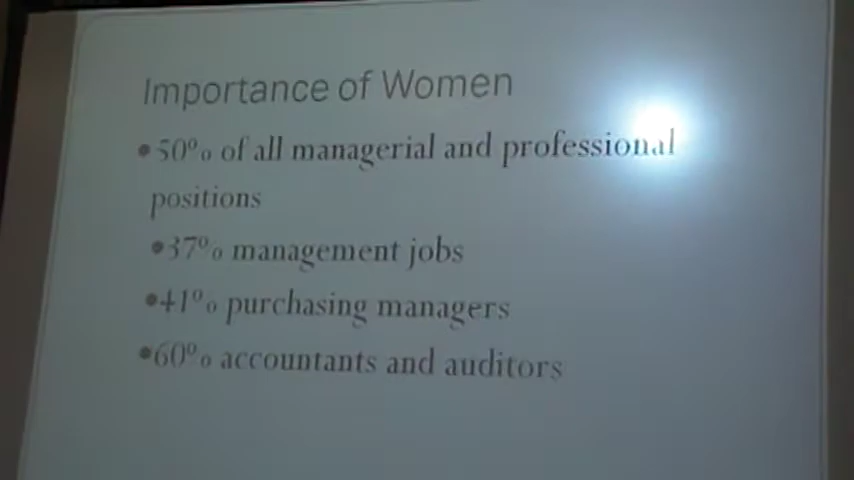 Importance of Women
•50% of all managerial and professional
positions
•37% management jobs
•41% purchasing managers
•60% accountants and auditors